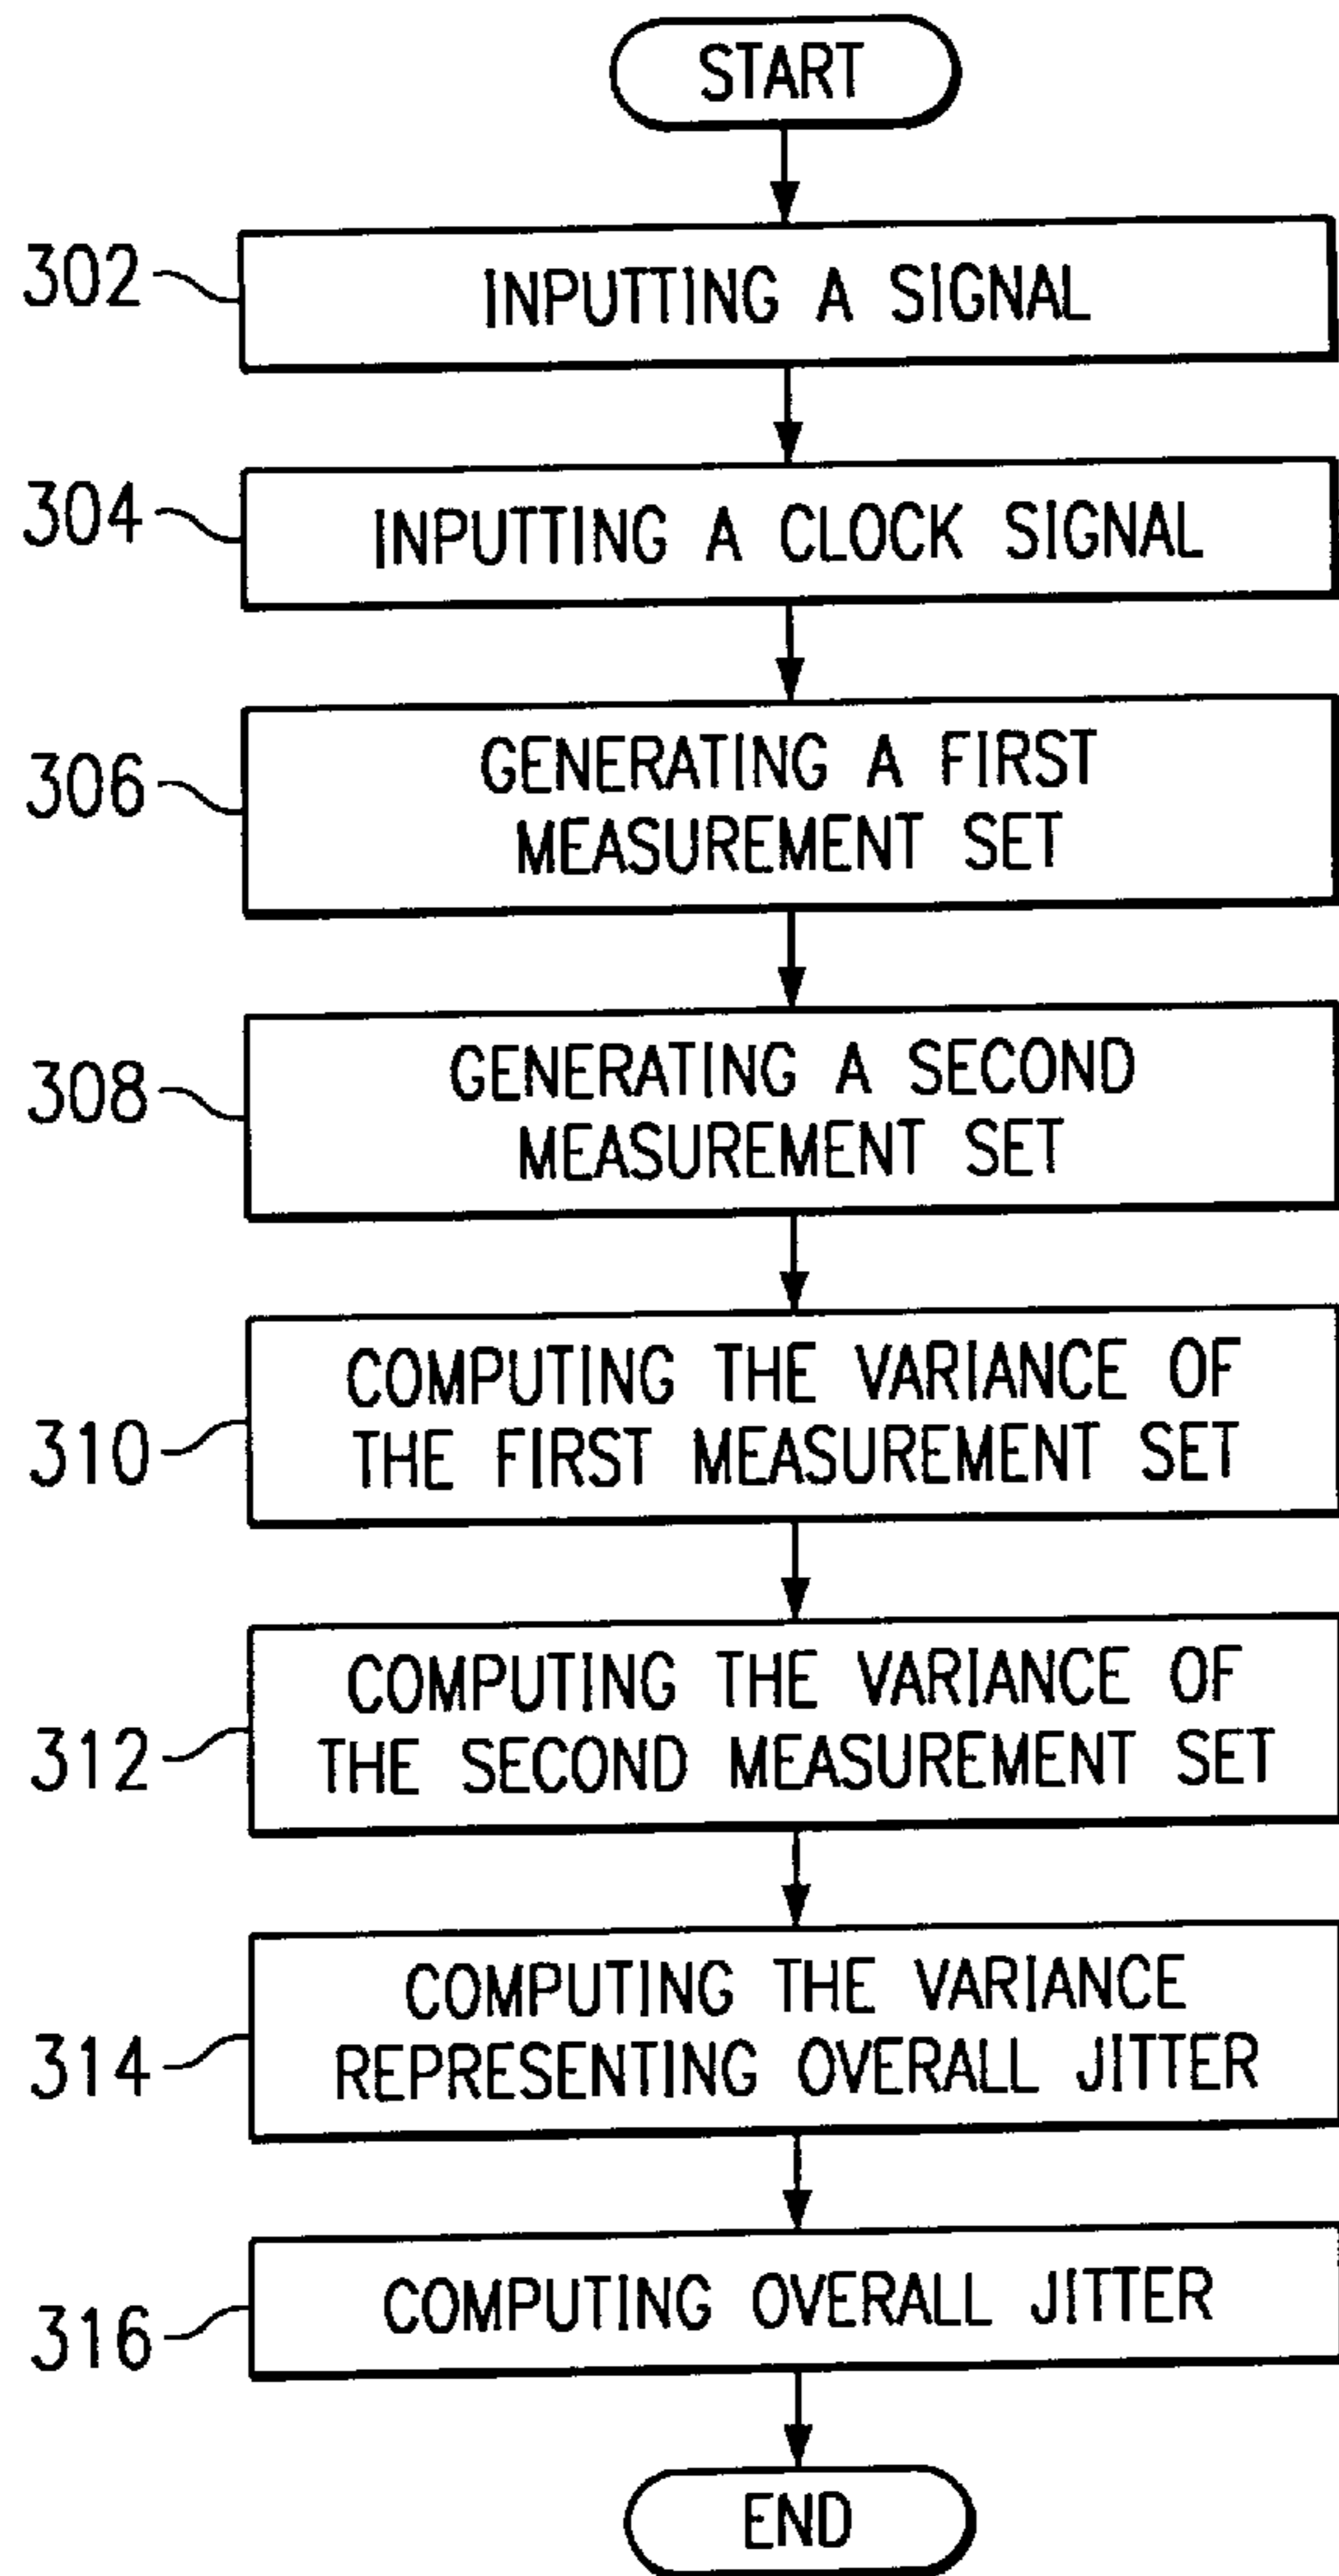 START
302
INPUTTING A SIGNAL
304
INPUTTING A CLOCK SIGNAL
306
GENERATING A FIRST
MEASUREMENT SET
308
GENERATING A SECOND
MEASUREMENT SET
310
COMPUTING THE VARIANCE OF
THE FIRST MEASUREMENT SET
312
COMPUTING THE VARIANCE OF
THE SECOND MEASUREMENT SET
314
COMPUTING THE VARIANCE
REPRESENTING OVERALL JITTER
316
COMPUTING OVERALL JITTER
END